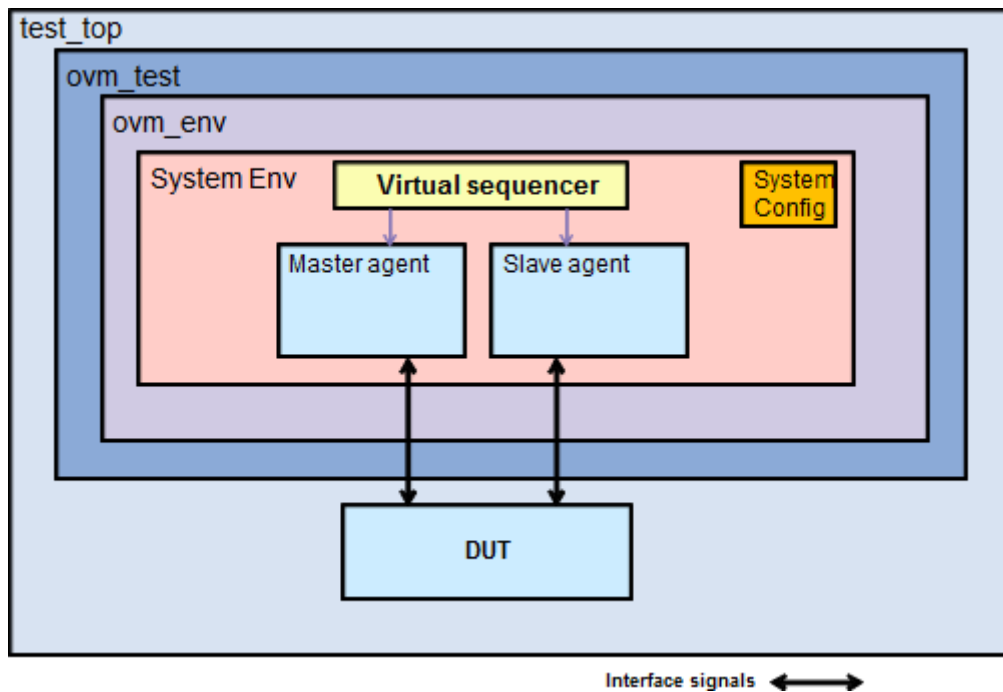 test_top
ovm_test
ovm_env
System Env
Virtual sequencer
System
Config
Master agent
Slave agent
DUT
Interface signals